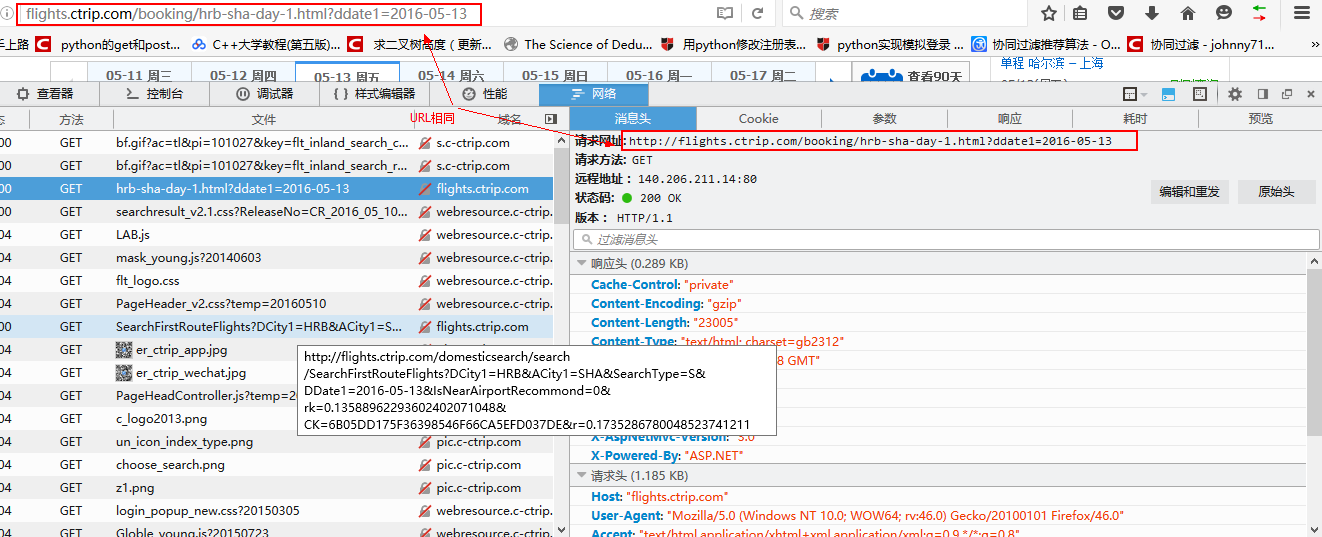 flights.ctrip.com/booking/hrb-sha-day-1.html?ddate1=2016-05-13
搜索
手上路
python的get和post...
C++大学教程(第五版)...
求二叉树高度（更新...
The Science of Dedu...
用python修改注册表...
python实现模拟登录 ...
协同过滤推荐算法 - O...
协同过滤 - johnny71...
05-11 周三
05-12 周四
05-13 周五
05-14 周六
05-15 周日
05-16 周一
05-17 周二
查看90天
单程 哈尔滨 – 上海
查看器
控制台
调试器
{ } 样式编辑器
性能
网络
方法
文件
URL相同
域名
消息头
Cookie
参数
响应
耗时
预览
00 GET bf.gif?ac=tl&pi=101027&key=flt_inland_search_c... s.c-ctrip.com
00 GET bf.gif?ac=tl&pi=101027&key=flt_inland_search_... s.c-ctrip.com
00 GET hrb-sha-day-1.html?ddate1=2016-05-13 flights.ctrip.com
00 GET searchresult_v2.1.css?ReleaseNo=CR_2016_05_10... webresource.c-ctrip.
04 GET LAB.js webresource.c-ctrip.
04 GET mask_young.js?20140603 webresource.c-ctrip.
04 GET flt_logo.css webresource.c-ctrip.
04 GET PageHeader_v2.css?temp=20160510 webresource.c-ctrip.
00 GET SearchFirstRouteFlights?DCity1=HRB&ACity1=S... flights.ctrip.com
04 GET er_ctrip_app.jpg
04 GET er_ctrip_wechat.jpg
04 GET PageHeadController.js?temp=2
04 GET c_logo2013.png
04 GET un_icon_index_type.png pic.c-ctrip.com
04 GET choose_search.png pic.c-ctrip.com
04 GET z1.png pic.c-ctrip.com
04 GET login_popup_new.css?20150305 webresource.c-ctrip.
04 GET Globle_young.js?20150723 webresource.c-ctrip.
http://flights.ctrip.com/domesticsearch/search
/SearchFirstRouteFlights?DCity1=HRB&ACity1=SHA&SearchType=S&
DDate1=2016-05-13&IsNearAirportRecommond=0&
rk=0.13588962293602402071048&
CK=6B05DD175F36398546F66CA5EFD037DE&r=0.1735286780048523741211
请求网址:http://flights.ctrip.com/booking/hrb-sha-day-1.html?ddate1=2016-05-13
请求方法: GET
远程地址: 140.206.211.14:80
状态码: 200 OK
版本: HTTP/1.1
编辑和重发
原始头
过滤消息头
响应头 (0.289 KB)
Cache-Control: "private"
Content-Encoding: "gzip"
Content-Length: "23005"
Content-Type: "text/html; charset=gb2312"
8 GMT"
X-AspNetMvc-Version: "3.0"
X-Powered-By: "ASP.NET"
请求头 (1.185 KB)
Host: "flights.ctrip.com"
User-Agent: "Mozilla/5.0 (Windows NT 10.0; WOW64; rv:46.0) Gecko/20100101 Firefox/46.0"
Accept: "text/html,application/xhtml+xml,application/xml;q=0.9,*/*;q=0.8"